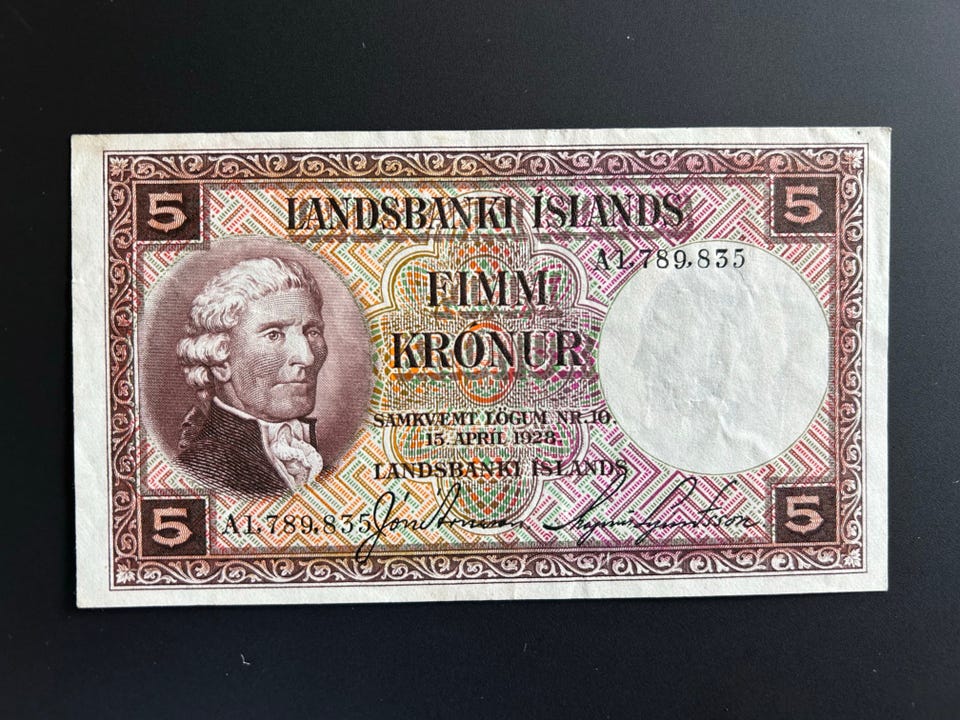 5 5
LANDSBANKI ÍSLANDS
A1,789,835
FIMM
KRÓNUR
SAMKVÆMT LÖGUM NR. 10.
15. APRÍL 1928.
LANDSBANKI ÍSLANDS
5 A1,789,835 5